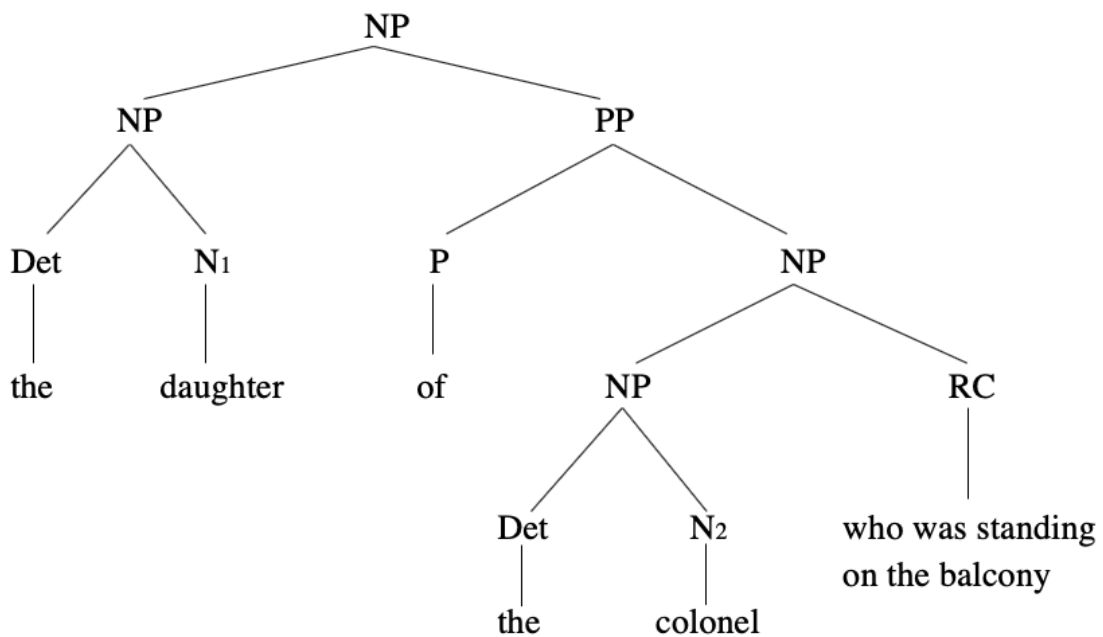 NP
NP PP
Det N1 P NP
the daughter of NP RC
Det N2 who was standing
on the balcony
the colonel